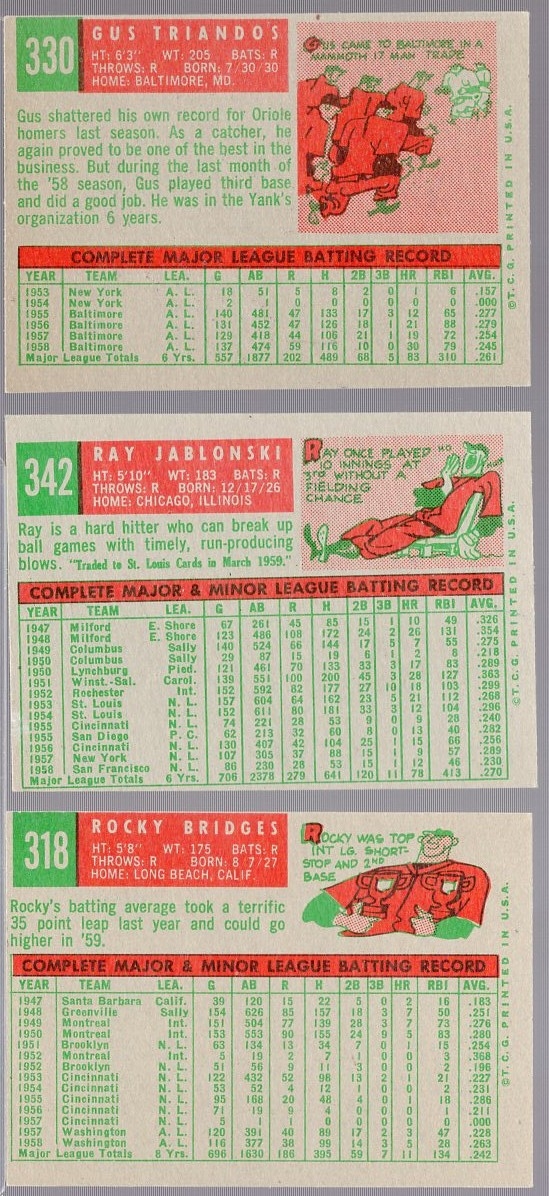 330
GUS TRIANDOS
HT: 6'3" WT: 205 BATS: R
THROWS: R BORN: 7/30/30
HOME: BALTIMORE, MD.
Gus shattered his own record for Oriole
homers last season. As a catcher, he
again proved to be one of the best in the
business. But during the last month of
the '58 season, Gus played third base
and did a good job. He was in the Yank's
organization 6 years.
GUS CAME TO BALTIMORE IN A
MAMMOTH 17 MAN TRADE
©T.C.G. PRINTED IN U.S.A.
COMPLETE MAJOR LEAGUE BATTING RECORD
YEAR TEAM LEA. G AB R H 2B 3B HR RBI AVG.
1953 New York A. L. 18 51 5 8 2 0 1 6 .157
1954 New York A. L. 2 1 0 0 0 0 0 0 .000
1955 Baltimore A. L. 140 481 47 133 17 3 12 65 .277
1956 Baltimore A. L. 131 452 47 126 18 1 21 88 .279
1957 Baltimore A. L. 129 418 44 106 21 1 19 72 .254
1958 Baltimore A. L. 137 474 59 116 10 0 30 79 .245
Major League Totals 6 Yrs. 557 1877 202 489 68 5 83 310 .261
342
RAY JABLONSKI
HT: 5'10" WT: 183 BATS: R
THROWS: R BORN: 12/17/26
HOME: CHICAGO, ILLINOIS
Ray is a hard hitter who can break up
ball games with timely, run-producing
blows. "Traded to St. Louis Cards in March 1959."
RAY ONCE PLAYED
10 INNINGS AT
3RD WITHOUT A
FIELDING
CHANCE
HO
HUM
©T.C.G. PRINTED IN U.S.A.
COMPLETE MAJOR & MINOR LEAGUE BATTING RECORD
YEAR TEAM LEA. G AB R H 2B 3B HR RBI AVG.
1947 Milford E. Shore 67 261 45 85 15 1 10 49 .326
1948 Milford E. Shore 123 486 108 172 24 2 26 131 .354
1949 Columbus Sally 140 524 66 144 17 5 7 55 .275
1950 Columbus Sally 29 87 15 19 6 1 2 8 .218
1950 Lynchburg Pied. 121 461 70 133 33 3 17 83 .289
1951 Winst.-Sal. Carol. 139 551 100 200 45 3 28 127 .363
1952 Rochester Int. 152 592 82 177 27 10 18 103 .299
1953 St. Louis N. L. 157 604 64 162 23 5 21 112 .268
1954 St. Louis N. L. 152 611 80 181 33 3 12 104 .296
1955 Cincinnati N. L. 74 221 28 53 9 0 9 28 .240
1955 San Diego P. C. 62 213 32 60 8 0 13 40 .282
1956 Cincinnati N. L. 130 407 42 104 25 1 15 66 .256
1957 New York N. L. 107 305 37 88 15 1 9 57 .289
1958 San Francisco N. L. 86 230 28 53 15 1 12 46 .230
Major League Totals 6 Yrs. 706 2378 279 641 120 11 78 413 .270
318
ROCKY BRIDGES
HT: 5'8" WT: 175 BATS: R
THROWS: R BORN: 8/7/27
HOME: LONG BEACH, CALIF.
Rocky's batting average took a terrific
35 point leap last year and could go
higher in '59.
ROCKY WAS TOP
INT LG. SHORT-
STOP AND 2ND
BASE
©T.C.G. PRINTED IN U.S.A.
COMPLETE MAJOR & MINOR LEAGUE BATTING RECORD
YEAR TEAM LEA. G AB R H 2B 3B HR RBI AVG.
1947 Santa Barbara Calif. 39 120 15 22 5 0 2 16 .183
1948 Greenville Sally 154 626 85 157 18 3 7 50 .251
1949 Montreal Int. 151 504 77 139 28 3 7 73 .276
1950 Montreal Int. 153 553 90 155 24 9 5 83 .280
1951 Brooklyn N. L. 63 134 13 34 7 0 1 15 .254
1952 Montreal Int. 5 19 2 7 1 0 0 3 .368
1952 Brooklyn N. L. 51 56 9 11 3 0 0 2 .196
1953 Cincinnati N. L. 122 432 52 98 13 2 1 21 .227
1954 Cincinnati N. L. 53 52 4 12 1 0 0 2 .231
1955 Cincinnati N. L. 95 168 20 48 4 0 1 18 .286
1956 Cincinnati N. L. 71 19 9 4 0 0 0 1 .211
1957 Cincinnati N. L. 5 1 0 0 0 0 0 0 .000
1957 Washington A. L. 120 391 40 89 17 2 3 47 .228
1958 Washington A. L. 116 377 38 99 14 3 5 28 .263
Major League Totals 8 Yrs. 696 1630 186 395 59 7 11 134 .242